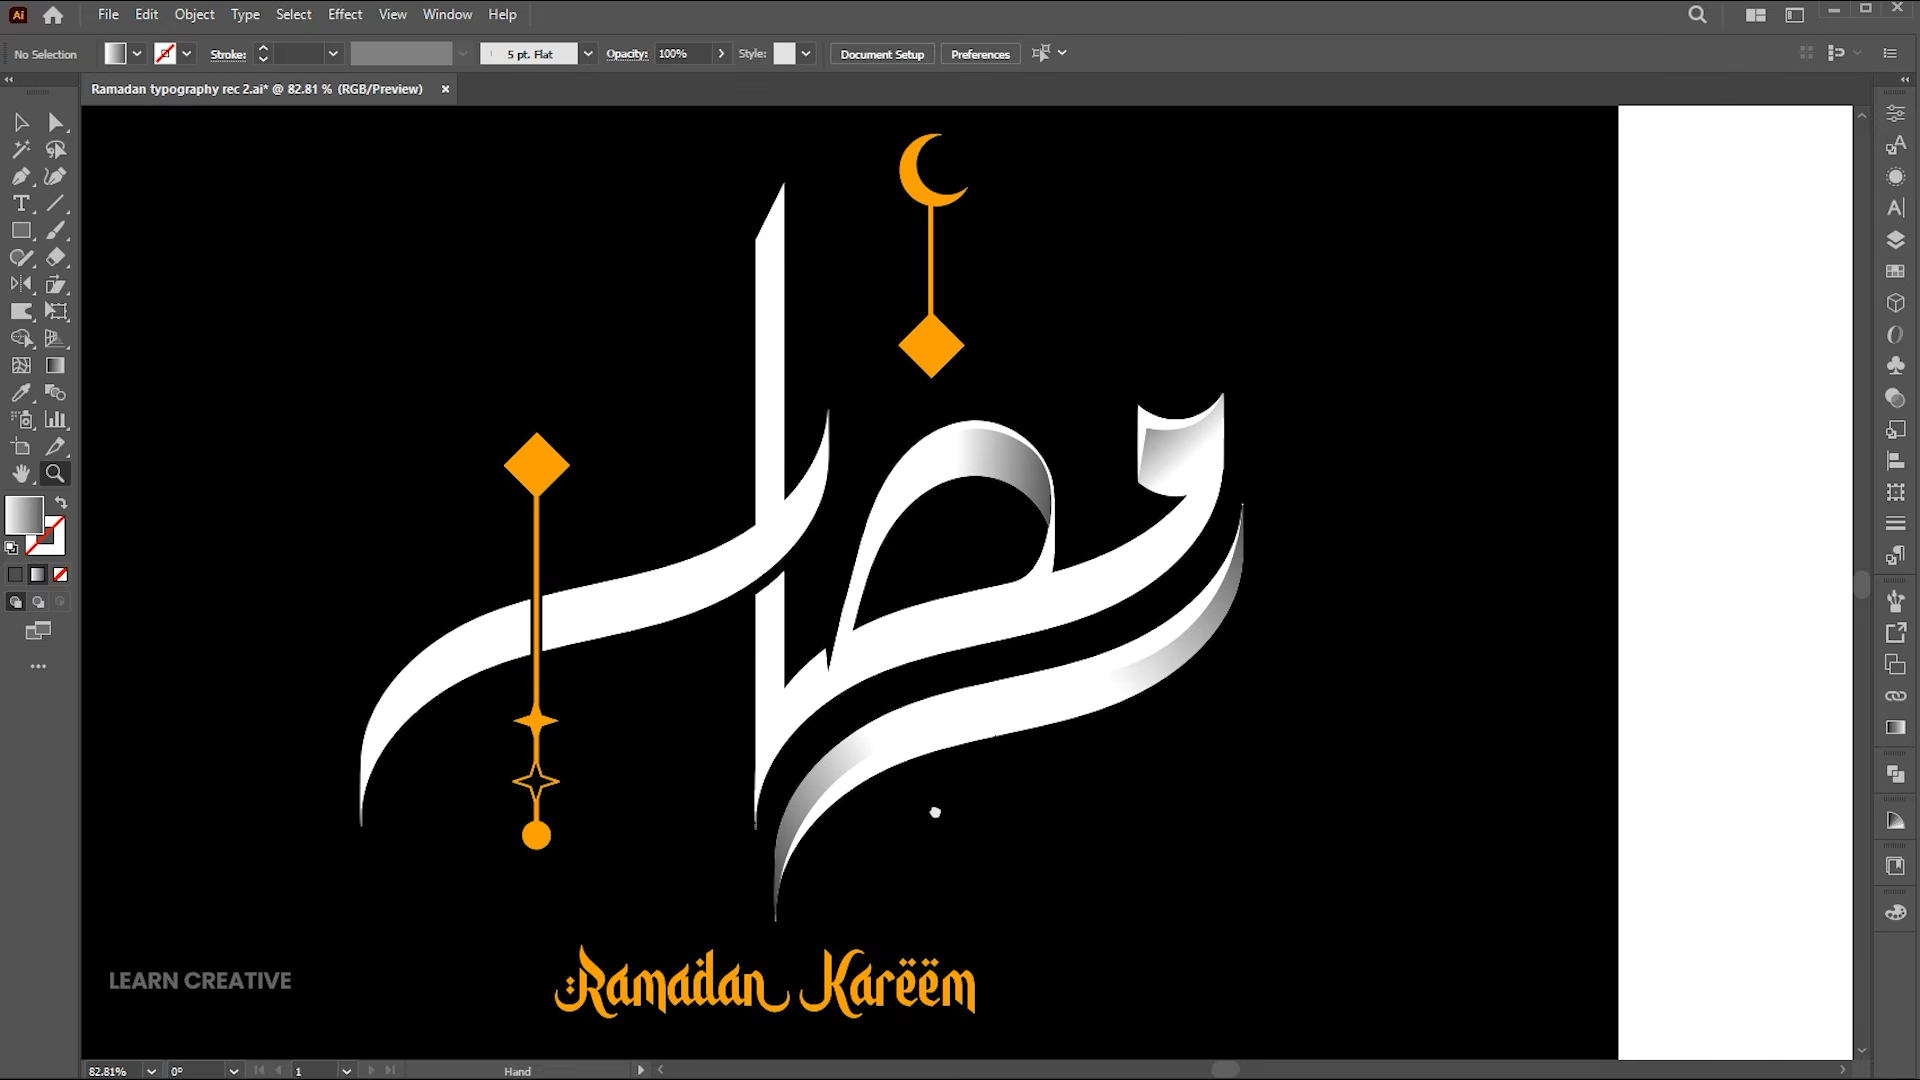 Ai File Edit Object Type Select Effect View Window Help
No Selection Stroke: 5 pt. Flat Opacity: 100% Style: Document Setup Preferences
Ramadan typography rec 2.ai* @ 82.81 % (RGB/Preview) ×
رمضان
LEARN CREATIVE
Ramadan Kareem
82.81% 0° 1 Hand